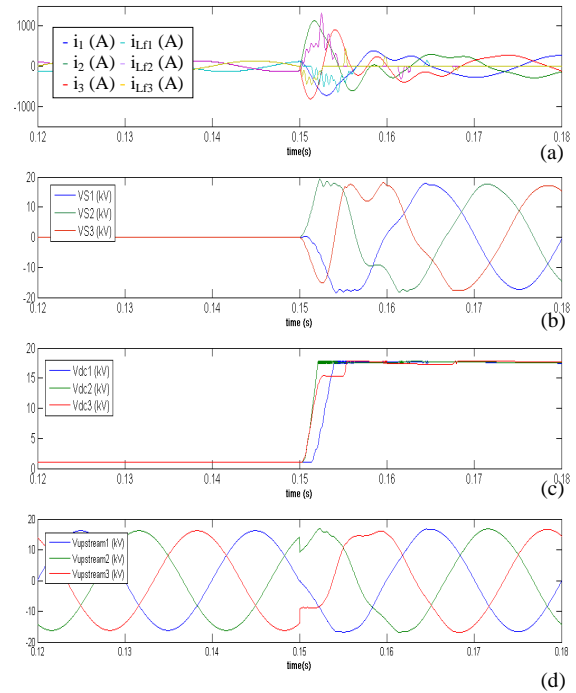 1000
0
-1000
i1 (A) iLf1 (A)
i2 (A) iLf2 (A)
i3 (A) iLf3 (A)
0.12 0.13 0.14 0.15 0.16 0.17 0.18
time(s)
(a)
20
10
0
-10
-20
VS1 (kV)
VS2 (kV)
VS3 (kV)
0.12 0.13 0.14 0.15 0.16 0.17 0.18
time (s)
(b)
20
15
10
5
0
Vdc1 (kV)
Vdc2 (kV)
Vdc3 (kV)
0.12 0.13 0.14 0.15 0.16 0.17 0.18
time (s)
(c)
20
10
0
-10
-20
Vupstream1 (kV)
Vupstream2 (kV)
Vupstream3 (kV)
0.12 0.13 0.14 0.15 0.16 0.17 0.18
time(s)
(d)